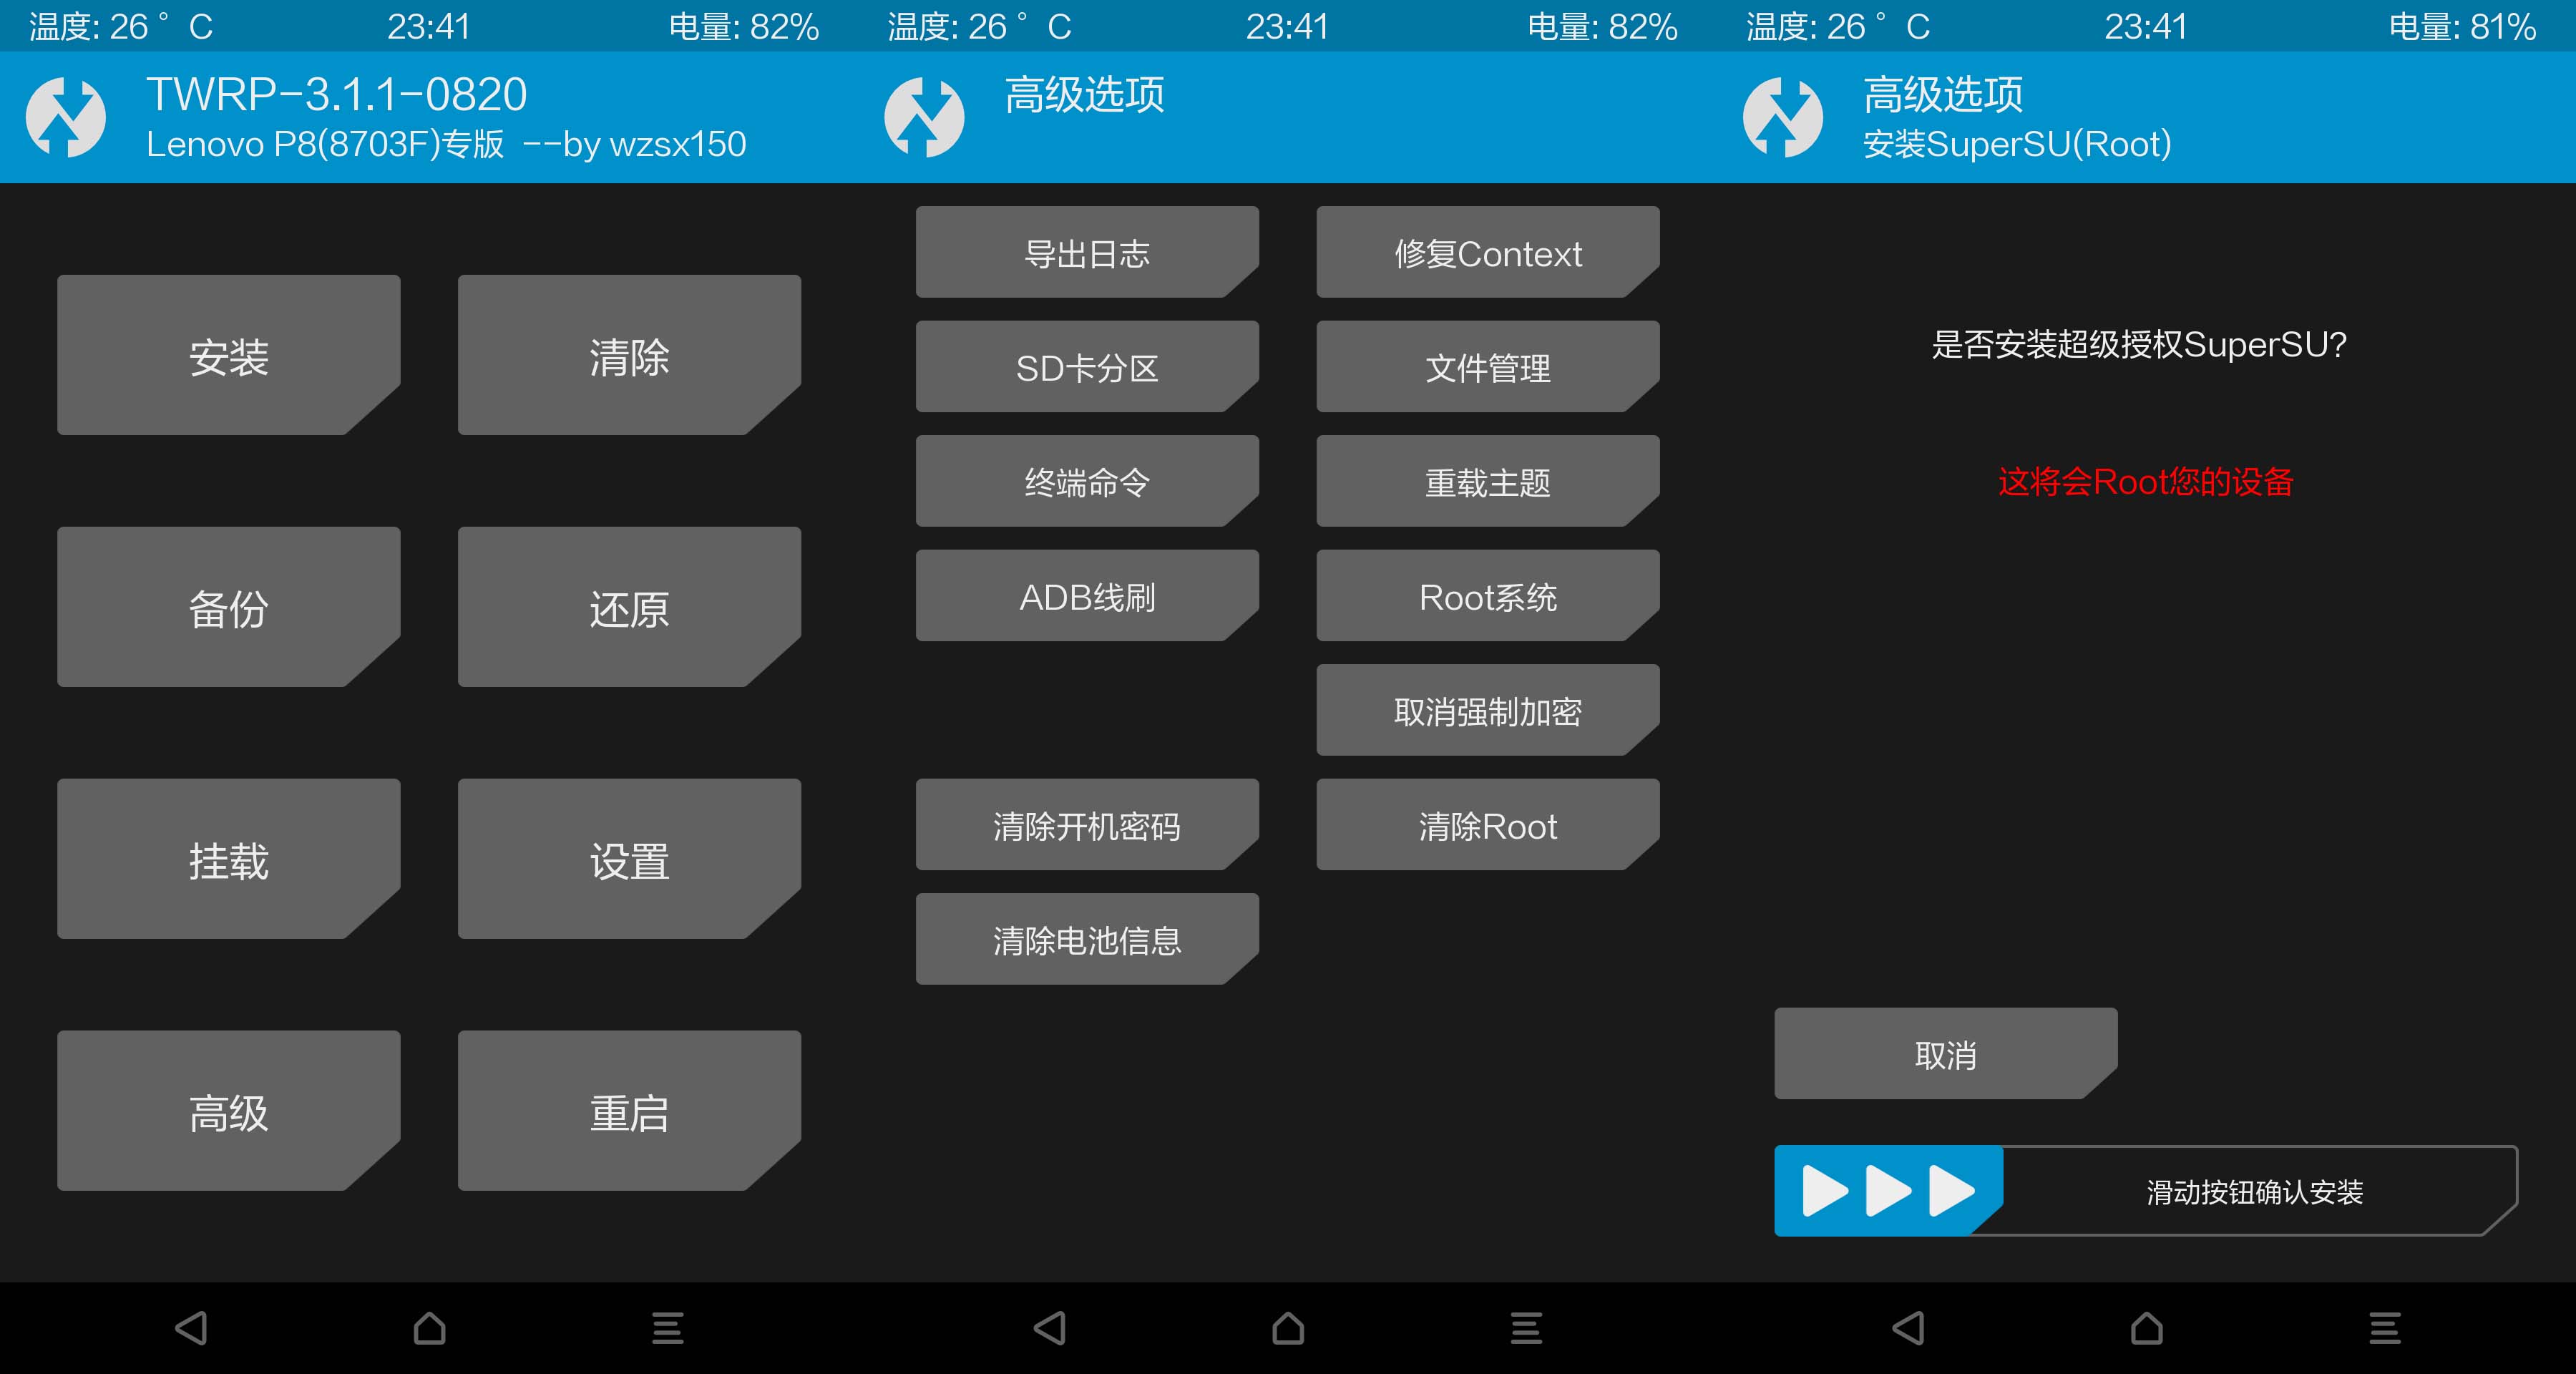 温度: 26 °C 23:41 电量: 82%
TWRP-3.1.1-0820
Lenovo P8(8703F)专版 --by wzsx150
安装 清除
备份 还原
挂载 设置
高级 重启
温度: 26 °C 23:41 电量: 82%
高级选项
导出日志 修复Context
SD卡分区 文件管理
终端命令 重载主题
ADB线刷 Root系统
取消强制加密
清除开机密码 清除Root
清除电池信息
温度: 26 °C 23:41 电量: 81%
高级选项
安装SuperSU(Root)
是否安装超级授权SuperSU?
这将会Root您的设备
取消
滑动按钮确认安装